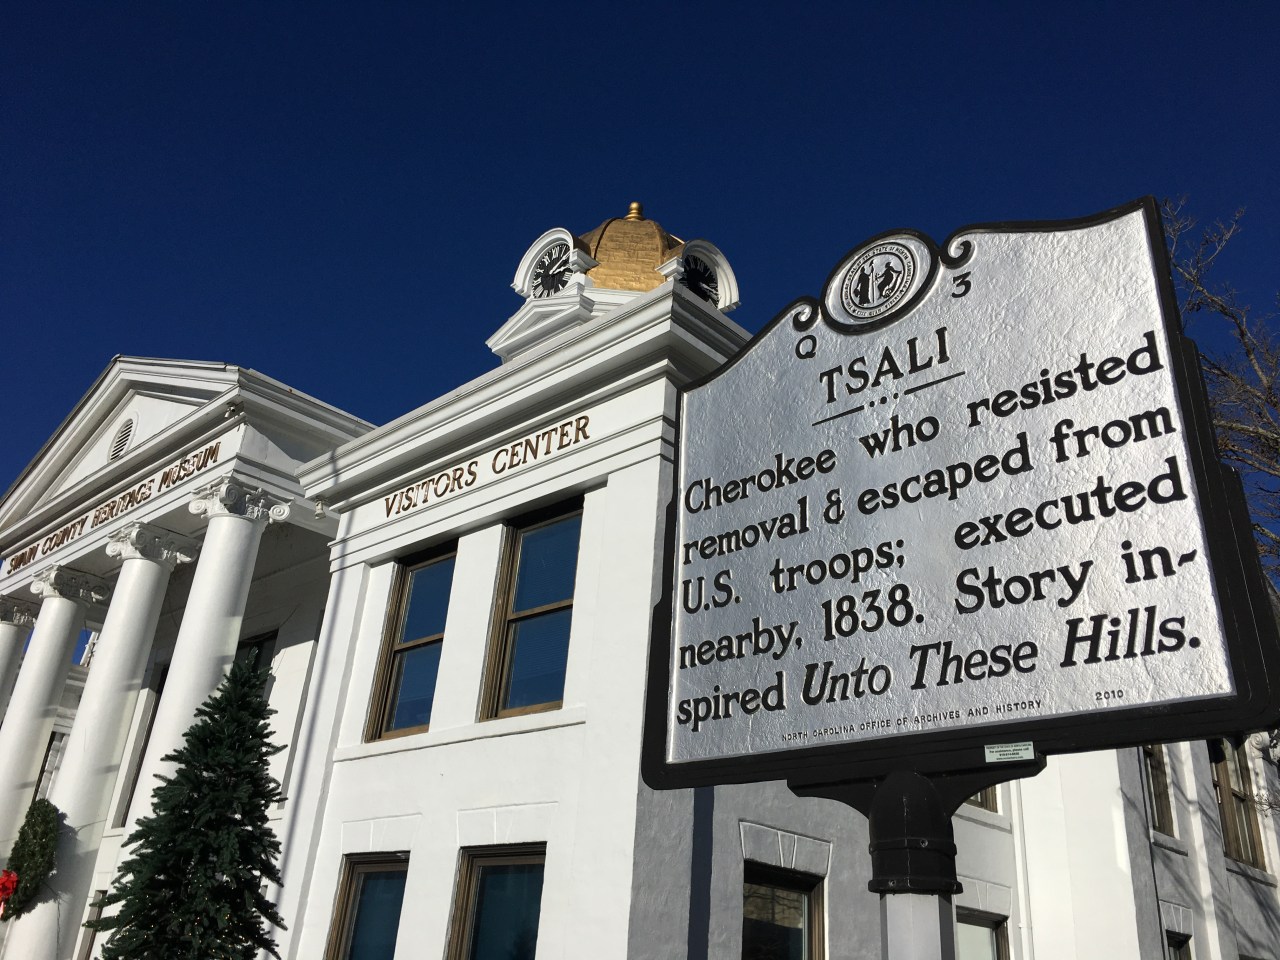 SWAIN COUNTY HERITAGE MUSEUM
VISITORS CENTER
Q 3
TSALI
Cherokee who resisted
removal & escaped from
U.S. troops; executed
nearby, 1838. Story in-
spired Unto These Hills.
NORTH CAROLINA OFFICE OF ARCHIVES AND HISTORY 2010